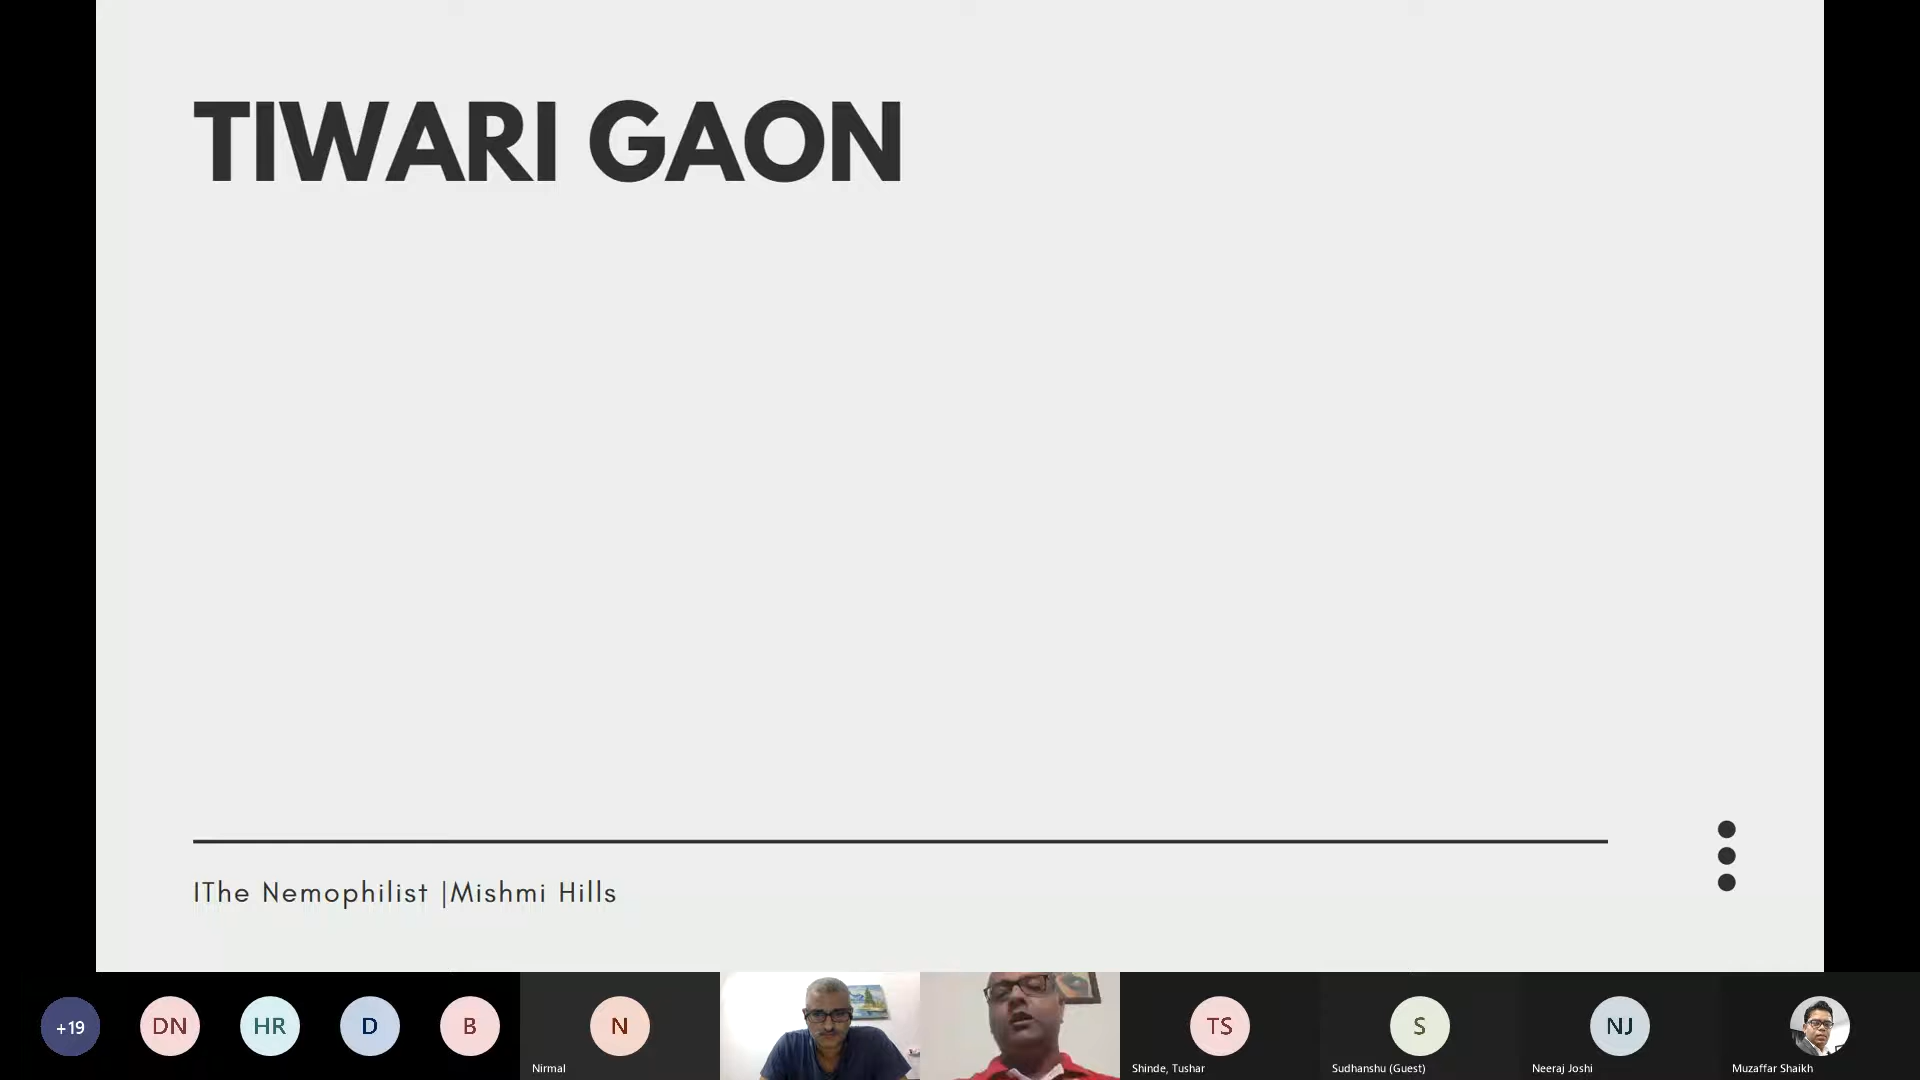 TIWARI GAON
IThe Nemophilist |Mishmi Hills
+19
DN
HR
D
B
N
TS
S
NJ
Nirmal
Shinde, Tushar
Sudhanshu (Guest)
Neeraj Joshi
Muzaffar Shaikh